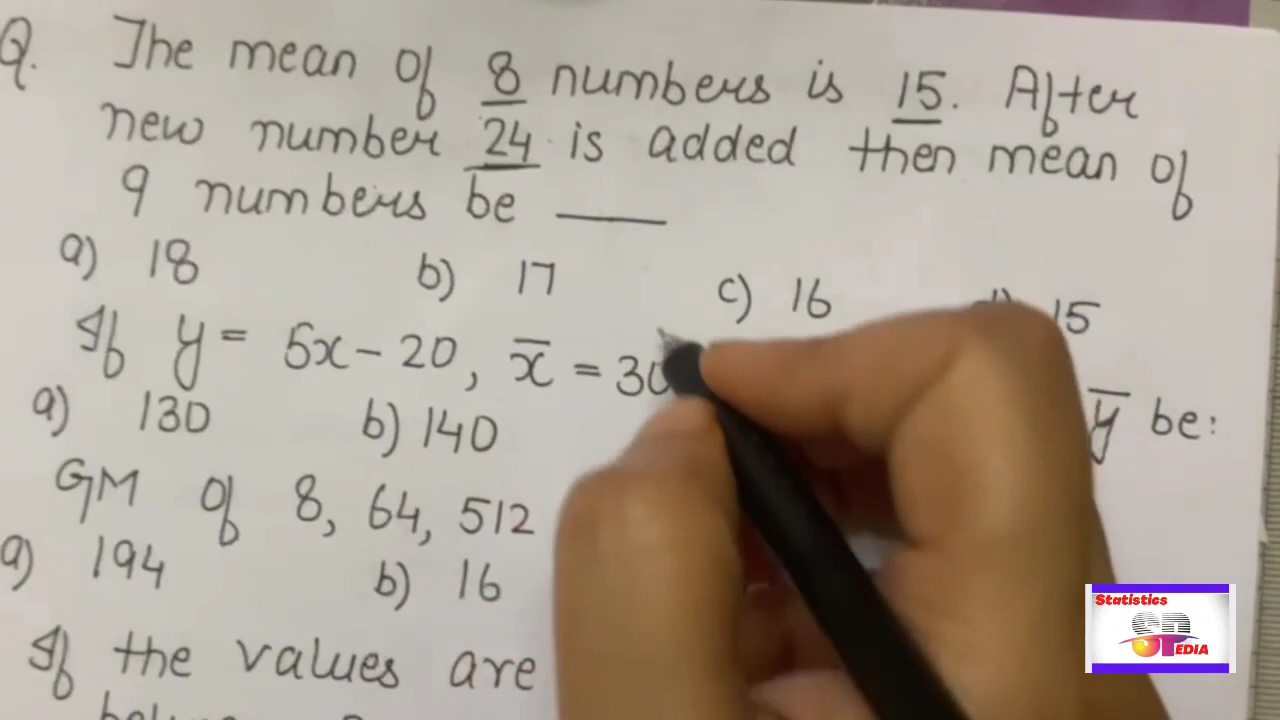 Q. The mean of 8 numbers is 15. After
new number 24 is added then mean of
9 numbers be ____
a) 18 b) 17 c) 16 d) 15
If y = 5x - 20, x̄ = 30 ȳ be:
a) 130 b) 140
GM of 8, 64, 512
a) 194 b) 16
If the values are
Statistics
PEDIA